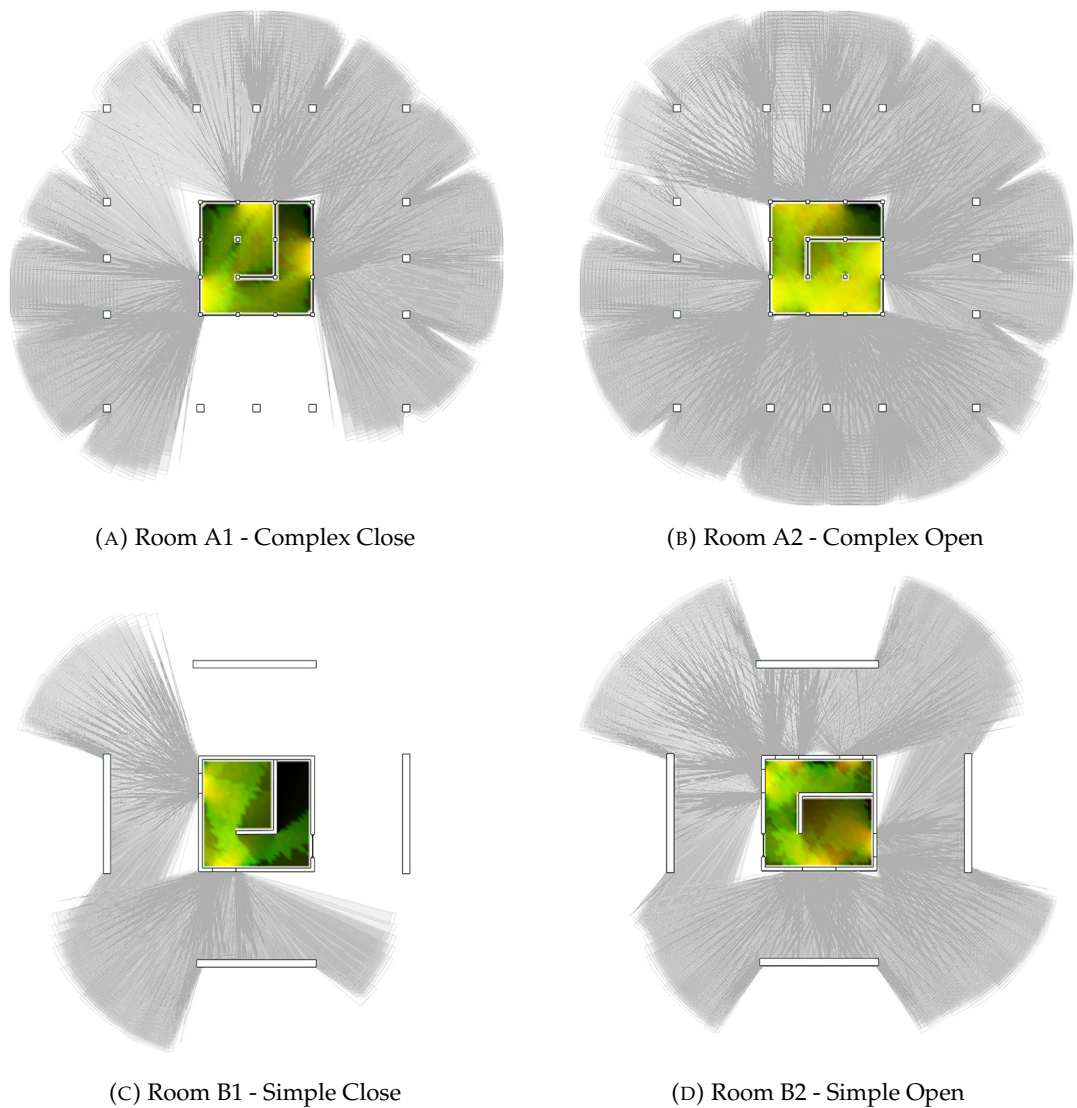 (A) Room A1 - Complex Close
(B) Room A2 - Complex Open
(C) Room B1 - Simple Close
(D) Room B2 - Simple Open